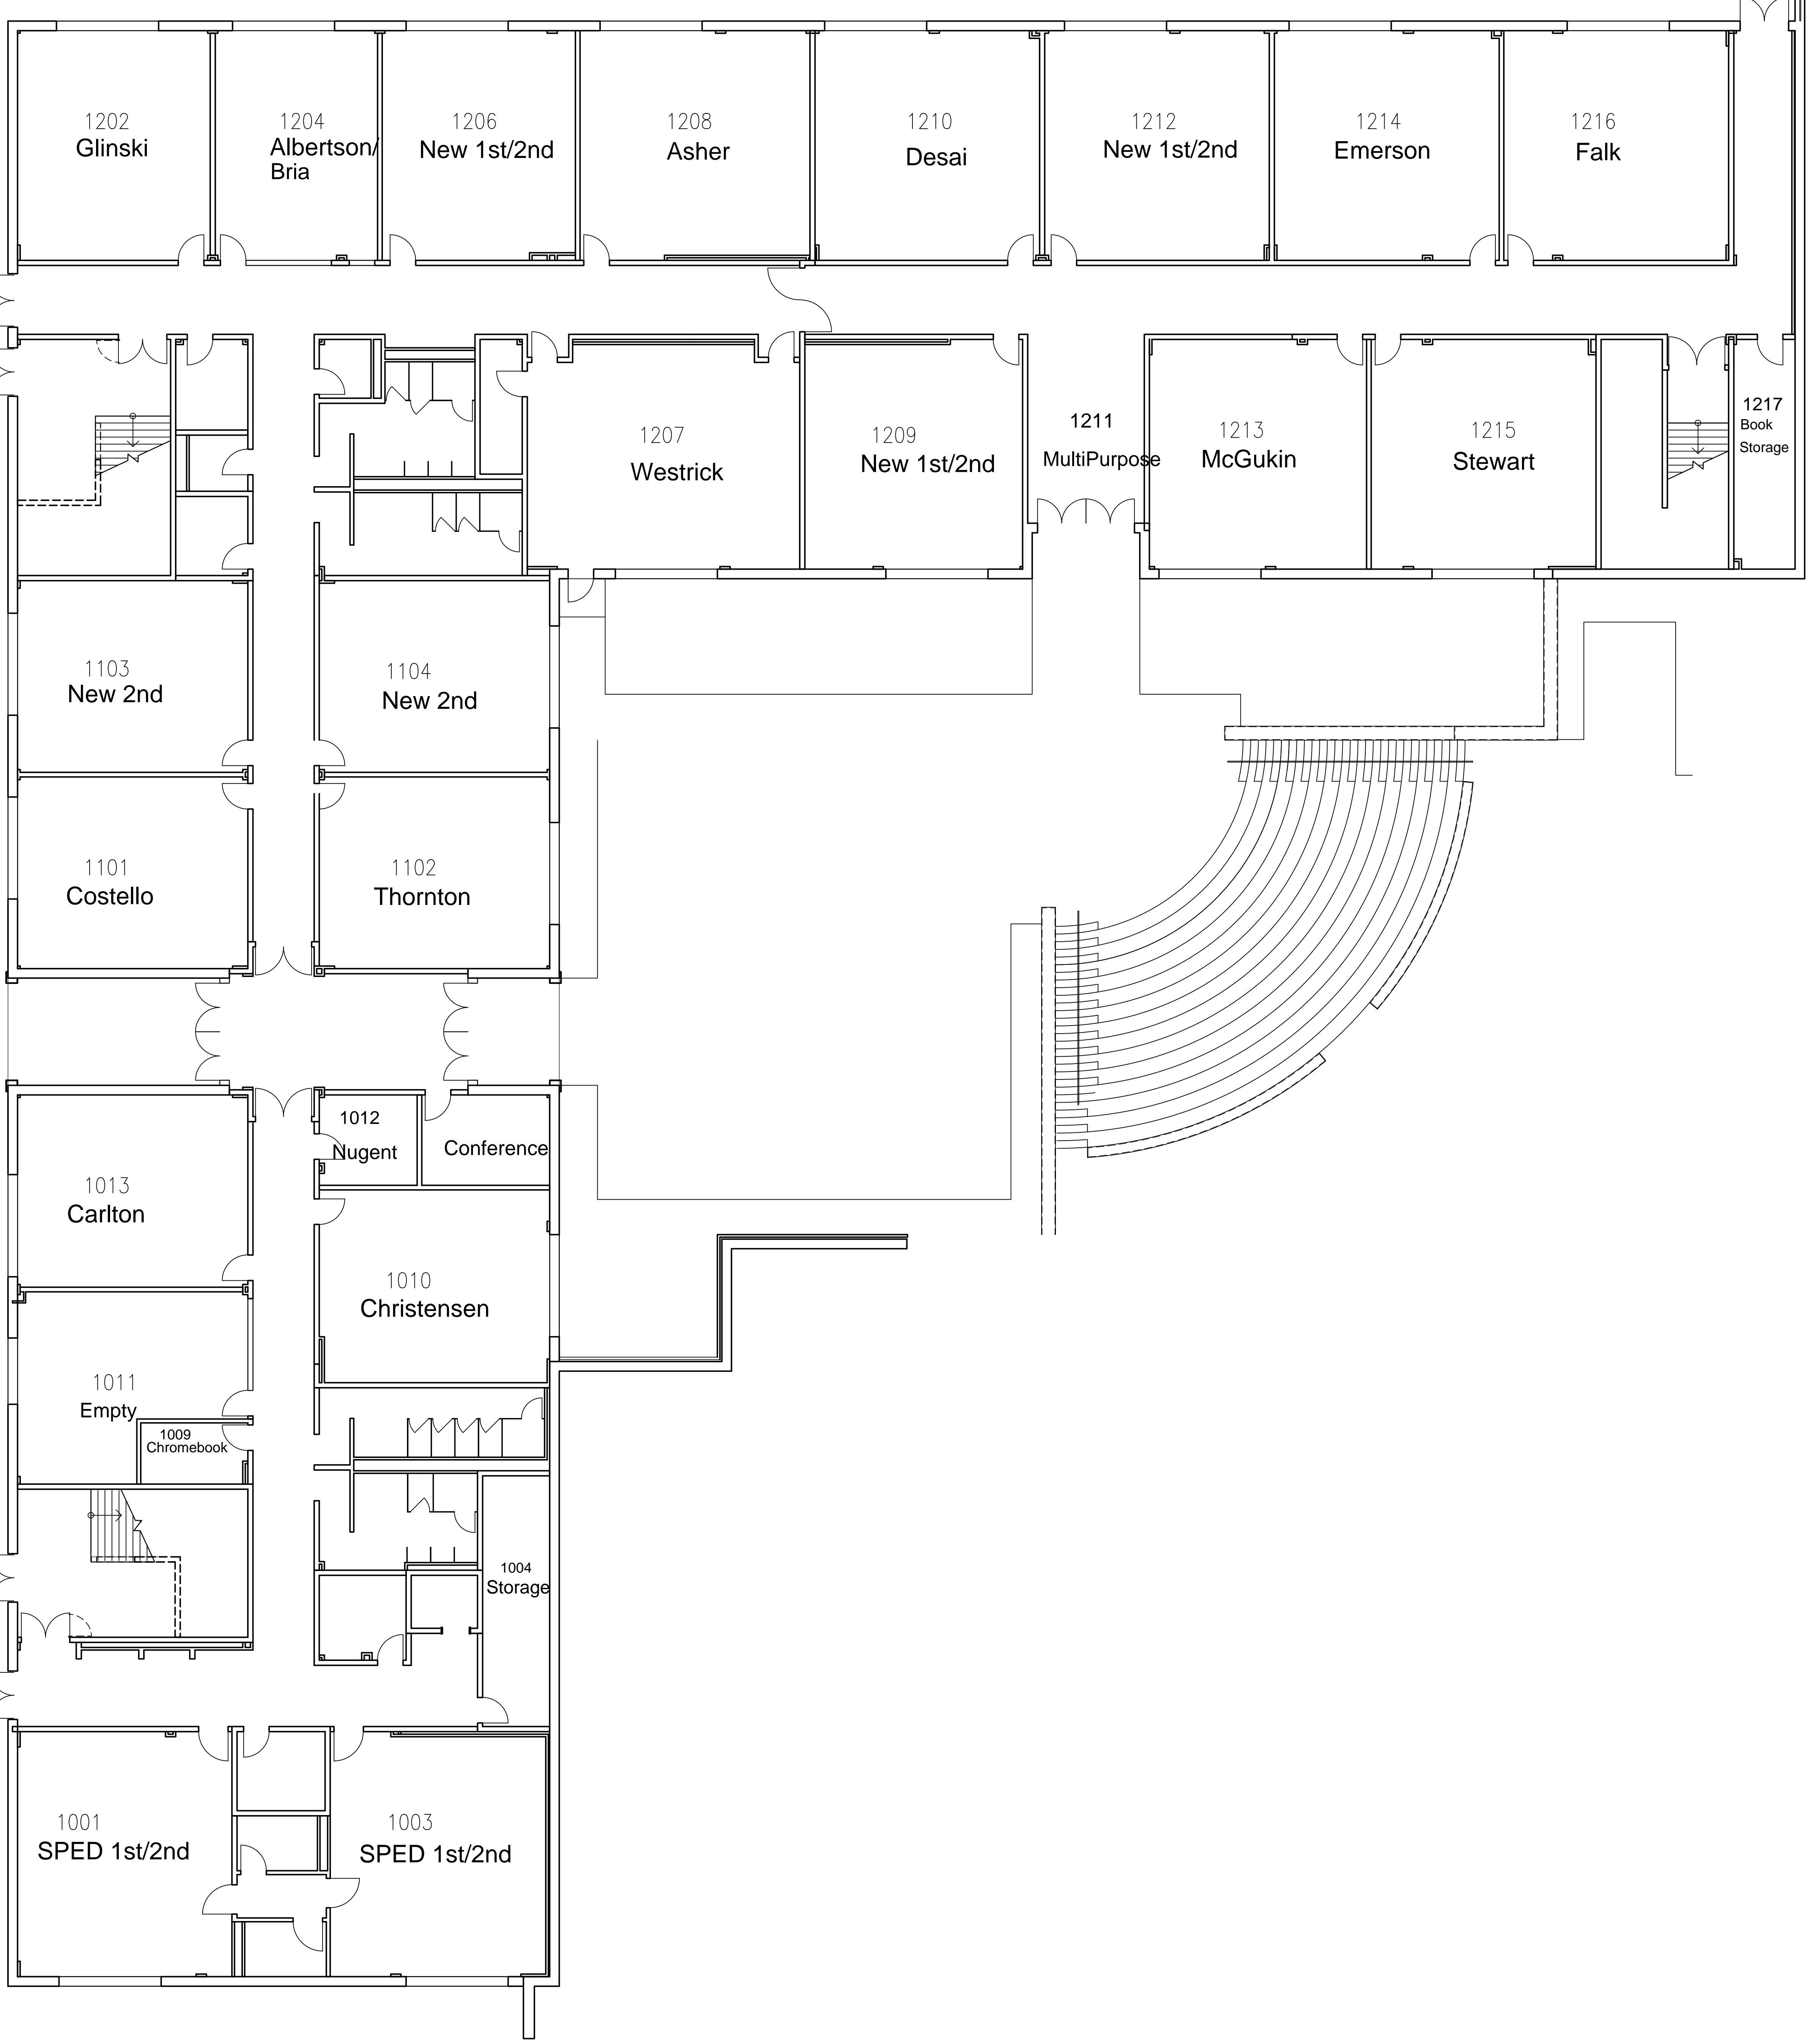 1202
Glinski
1204
Albertson/
Bria
1206
New 1st/2nd
1208
Asher
1210
Desai
1212
New 1st/2nd
1214
Emerson
1216
Falk
1207
Westrick
1209
New 1st/2nd
1211
MultiPurpose
1213
McGukin
1215
Stewart
1217
Book
Storage
1103
New 2nd
1104
New 2nd
1101
Costello
1102
Thornton
1012
Nugent
Conference
1013
Carlton
1010
Christensen
1011
Empty
1009
Chromebook
1004
Storage
1001
SPED 1st/2nd
1003
SPED 1st/2nd